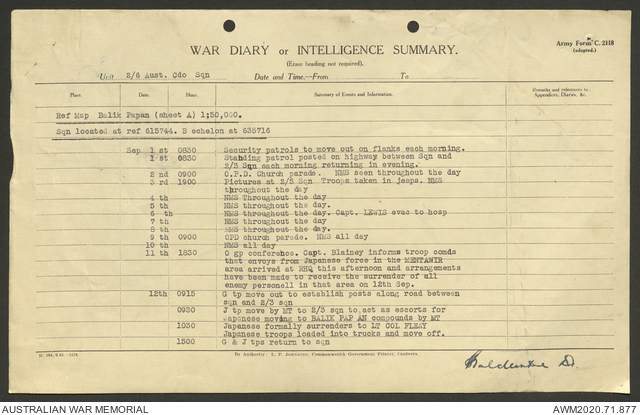 WAR DIARY or INTELLIGENCE SUMMARY.
Army Form C. 2118
(adapted.)
(Erase heading not required).
Unit 2/6 Aust. Cdo Sqn Date and Time.—From To
Place. Date. Hour. Summary of Events and Information. Remarks or references to Appendices, Diaries, &c.
Ref Map Balik Papan (sheet A) 1:50,000.
Sqn located at ref 615744. B echelon at 635716
Sep 1 st 0830 Security patrols to move out on flanks each morning.
1 st 0830 Standing patrol posted on highway between Sqn and
2/3 Sqn each morning returning in evening.
2 nd 0900 O.P.D. Church parade. NMS seen throughout the day
3 rd 1900 Pictures at 2/3 Sqn Troops taken in jeeps. NMS
throughout the day
4 th NMS Throughout the day
5 th NMS throughout the day.
6 th NMS throughout the day. Capt. LEWIS evac to hosp
7 th NMS throughout the day
8 th NMS throughout the day.
9 th 0900 OPD church parade. NMS all day
10 th NMS all day
11 th 1830 O gp conference. Capt. Blainey informs troop comds
that envoys from Japanese force in the MENTAWIR
area arrived at RHQ this afternoon and arrangements
have been made to receive the surrender of all
enemy personell in that area on 12th Sep.
12th 0915 G tp move out to establish posts along road between
sqn and 2/3 sqn
0930 J tp move by MT to 2/3 sqn to act as escorts for
Japanese moving to BALIK PAP AN compounds by MT
1030 Japanese formally surrenders to LT COL FLEAY
Japanese troops loaded into trucks and move off.
1500 G & J tps return to sqn
By Authority: L. F. Johnston, Commonwealth Government Printer, Canberra.
AUSTRALIAN WAR MEMORIAL
AWM2020.71.877